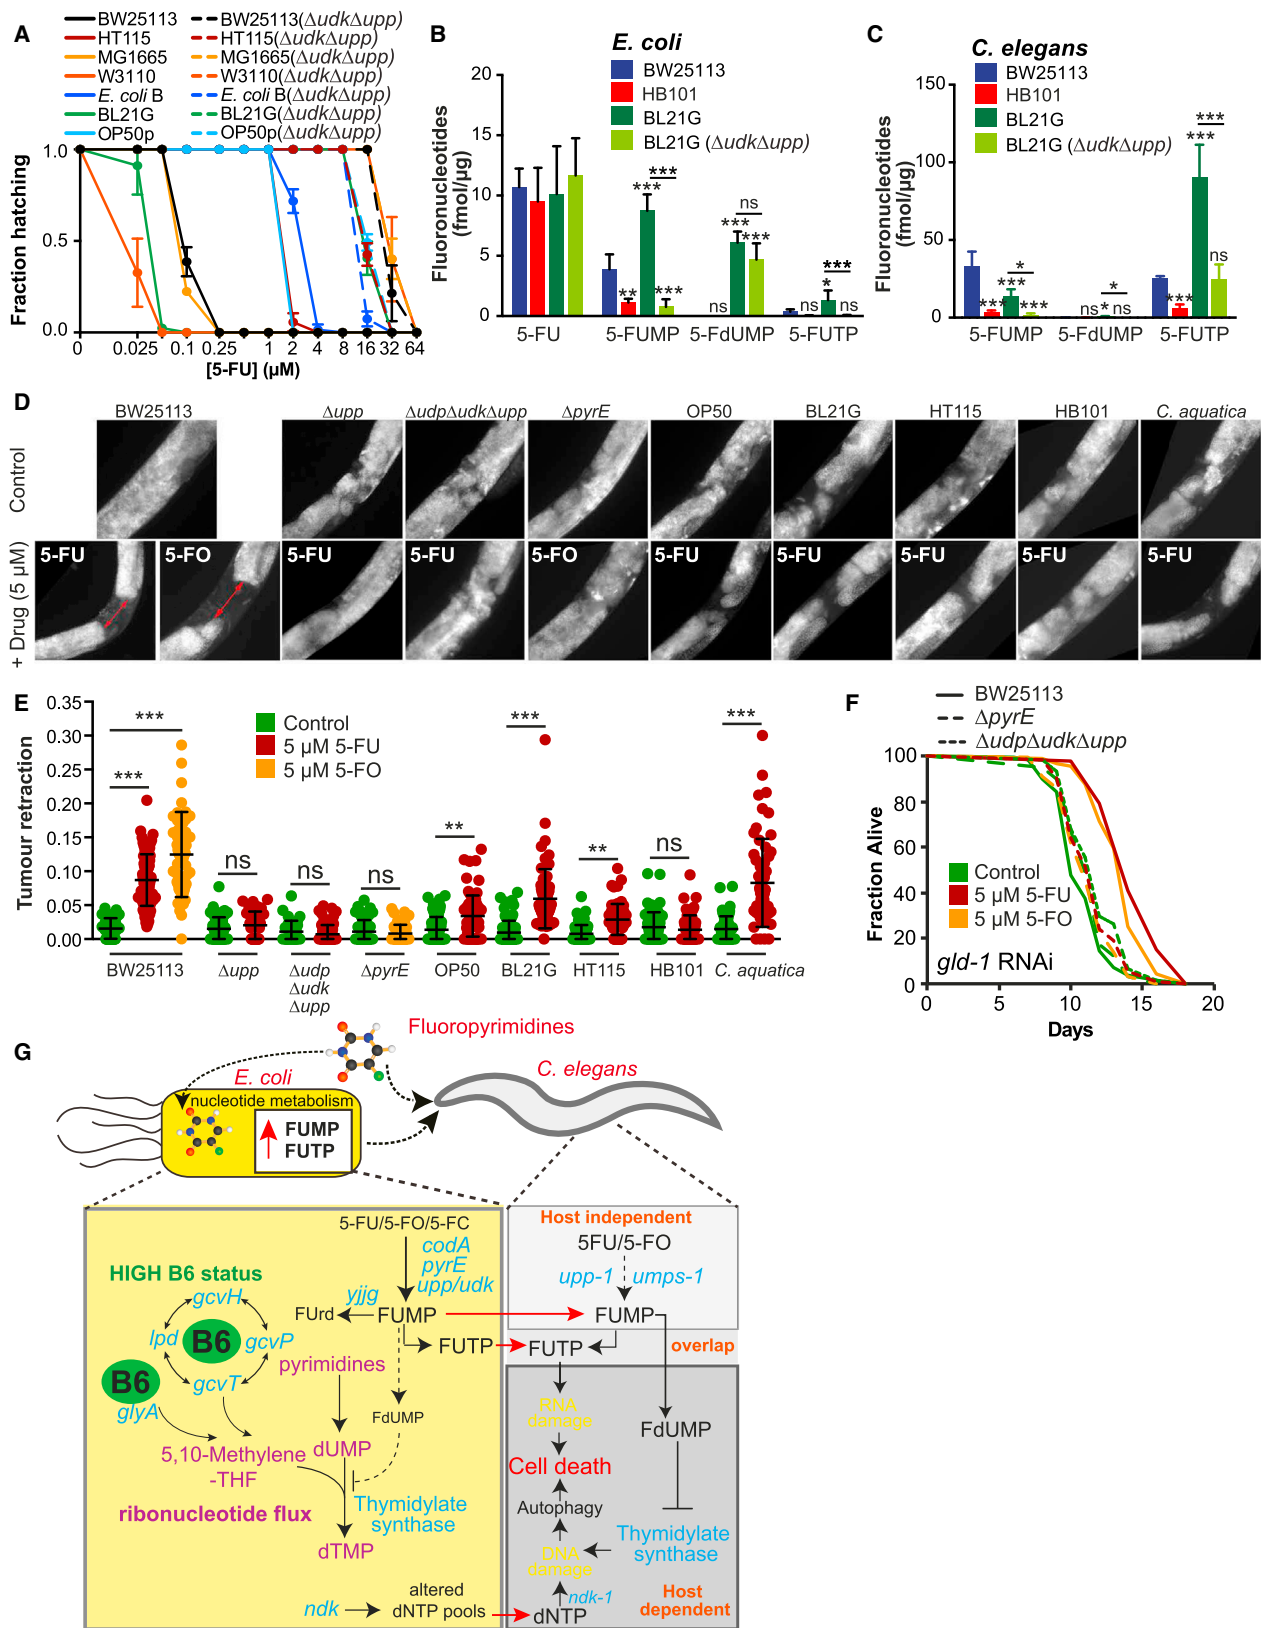 A
BW25113
HT115
MG1665
W3110
E. coli B
BL21G
OP50p
BW25113(ΔudkΔupp)
HT115(ΔudkΔupp)
MG1665(ΔudkΔupp)
W3110(ΔudkΔupp)
E. coli B(ΔudkΔupp)
BL21G(ΔudkΔupp)
OP50p(ΔudkΔupp)
Fraction hatching
1.0
0.5
0.0
0 0.025 0.1 0.25 1 2 4 8 16 32 64
[5-FU] (µM)
B
E. coli
BW25113
HB101
BL21G
BL21G (ΔudkΔupp)
Fluoronucleotides
(fmol/µg)
20
15
10
5
0
** *** *** ***
ns *** ns ***
ns * *** ns
5-FU 5-FUMP 5-FdUMP 5-FUTP
C
C. elegans
BW25113
HB101
BL21G
BL21G (ΔudkΔupp)
Fluoronucleotides
(fmol/µg)
150
100
50
0
*** *** * ***
ns * * ns
*** *** *** ns
5-FUMP 5-FdUMP 5-FUTP
D
BW25113 Δupp ΔudpΔudkΔupp ΔpyrE OP50 BL21G HT115 HB101 C. aquatica
Control
+ Drug (5 µM)
5-FU 5-FO 5-FU 5-FU 5-FO 5-FU 5-FU 5-FU 5-FU 5-FU
E
Tumour retraction
0.35
0.30
0.25
0.20
0.15
0.10
0.05
0.00
Control
5 µM 5-FU
5 µM 5-FO
*** *** ns ns ns ** *** ** ns ***
BW25113 Δupp Δudp ΔpyrE OP50 BL21G HT115 HB101 C. aquatica
Δudk
Δupp
F
BW25113
ΔpyrE
ΔudpΔudkΔupp
Fraction Alive
100
80
60
40
20
0
Control
5 µM 5-FU
5 µM 5-FO
gld-1 RNAi
0 5 10 15 20
Days
G
Fluoropyrimidines
E. coli
nucleotide metabolism
FUMP
FUTP
C. elegans
5-FU/5-FO/5-FC
codA
pyrE
upp/udk
HIGH B6 status
gcvH
lpd
B6
gcvP
gcvT
B6
glyA
yjjg
FUrd
FUMP
FUTP
pyrimidines
FdUMP
5,10-Methylene
-THF
dUMP
ribonucleotide flux
Thymidylate
synthase
dTMP
ndk
altered
dNTP pools
Host independent
5FU/5-FO
upp-1 umps-1
FUMP
FUTP
overlap
RNA
damage
FdUMP
Cell death
Autophagy
Thymidylate
synthase
DNA
damage
ndk-1
dNTP
Host
dependent